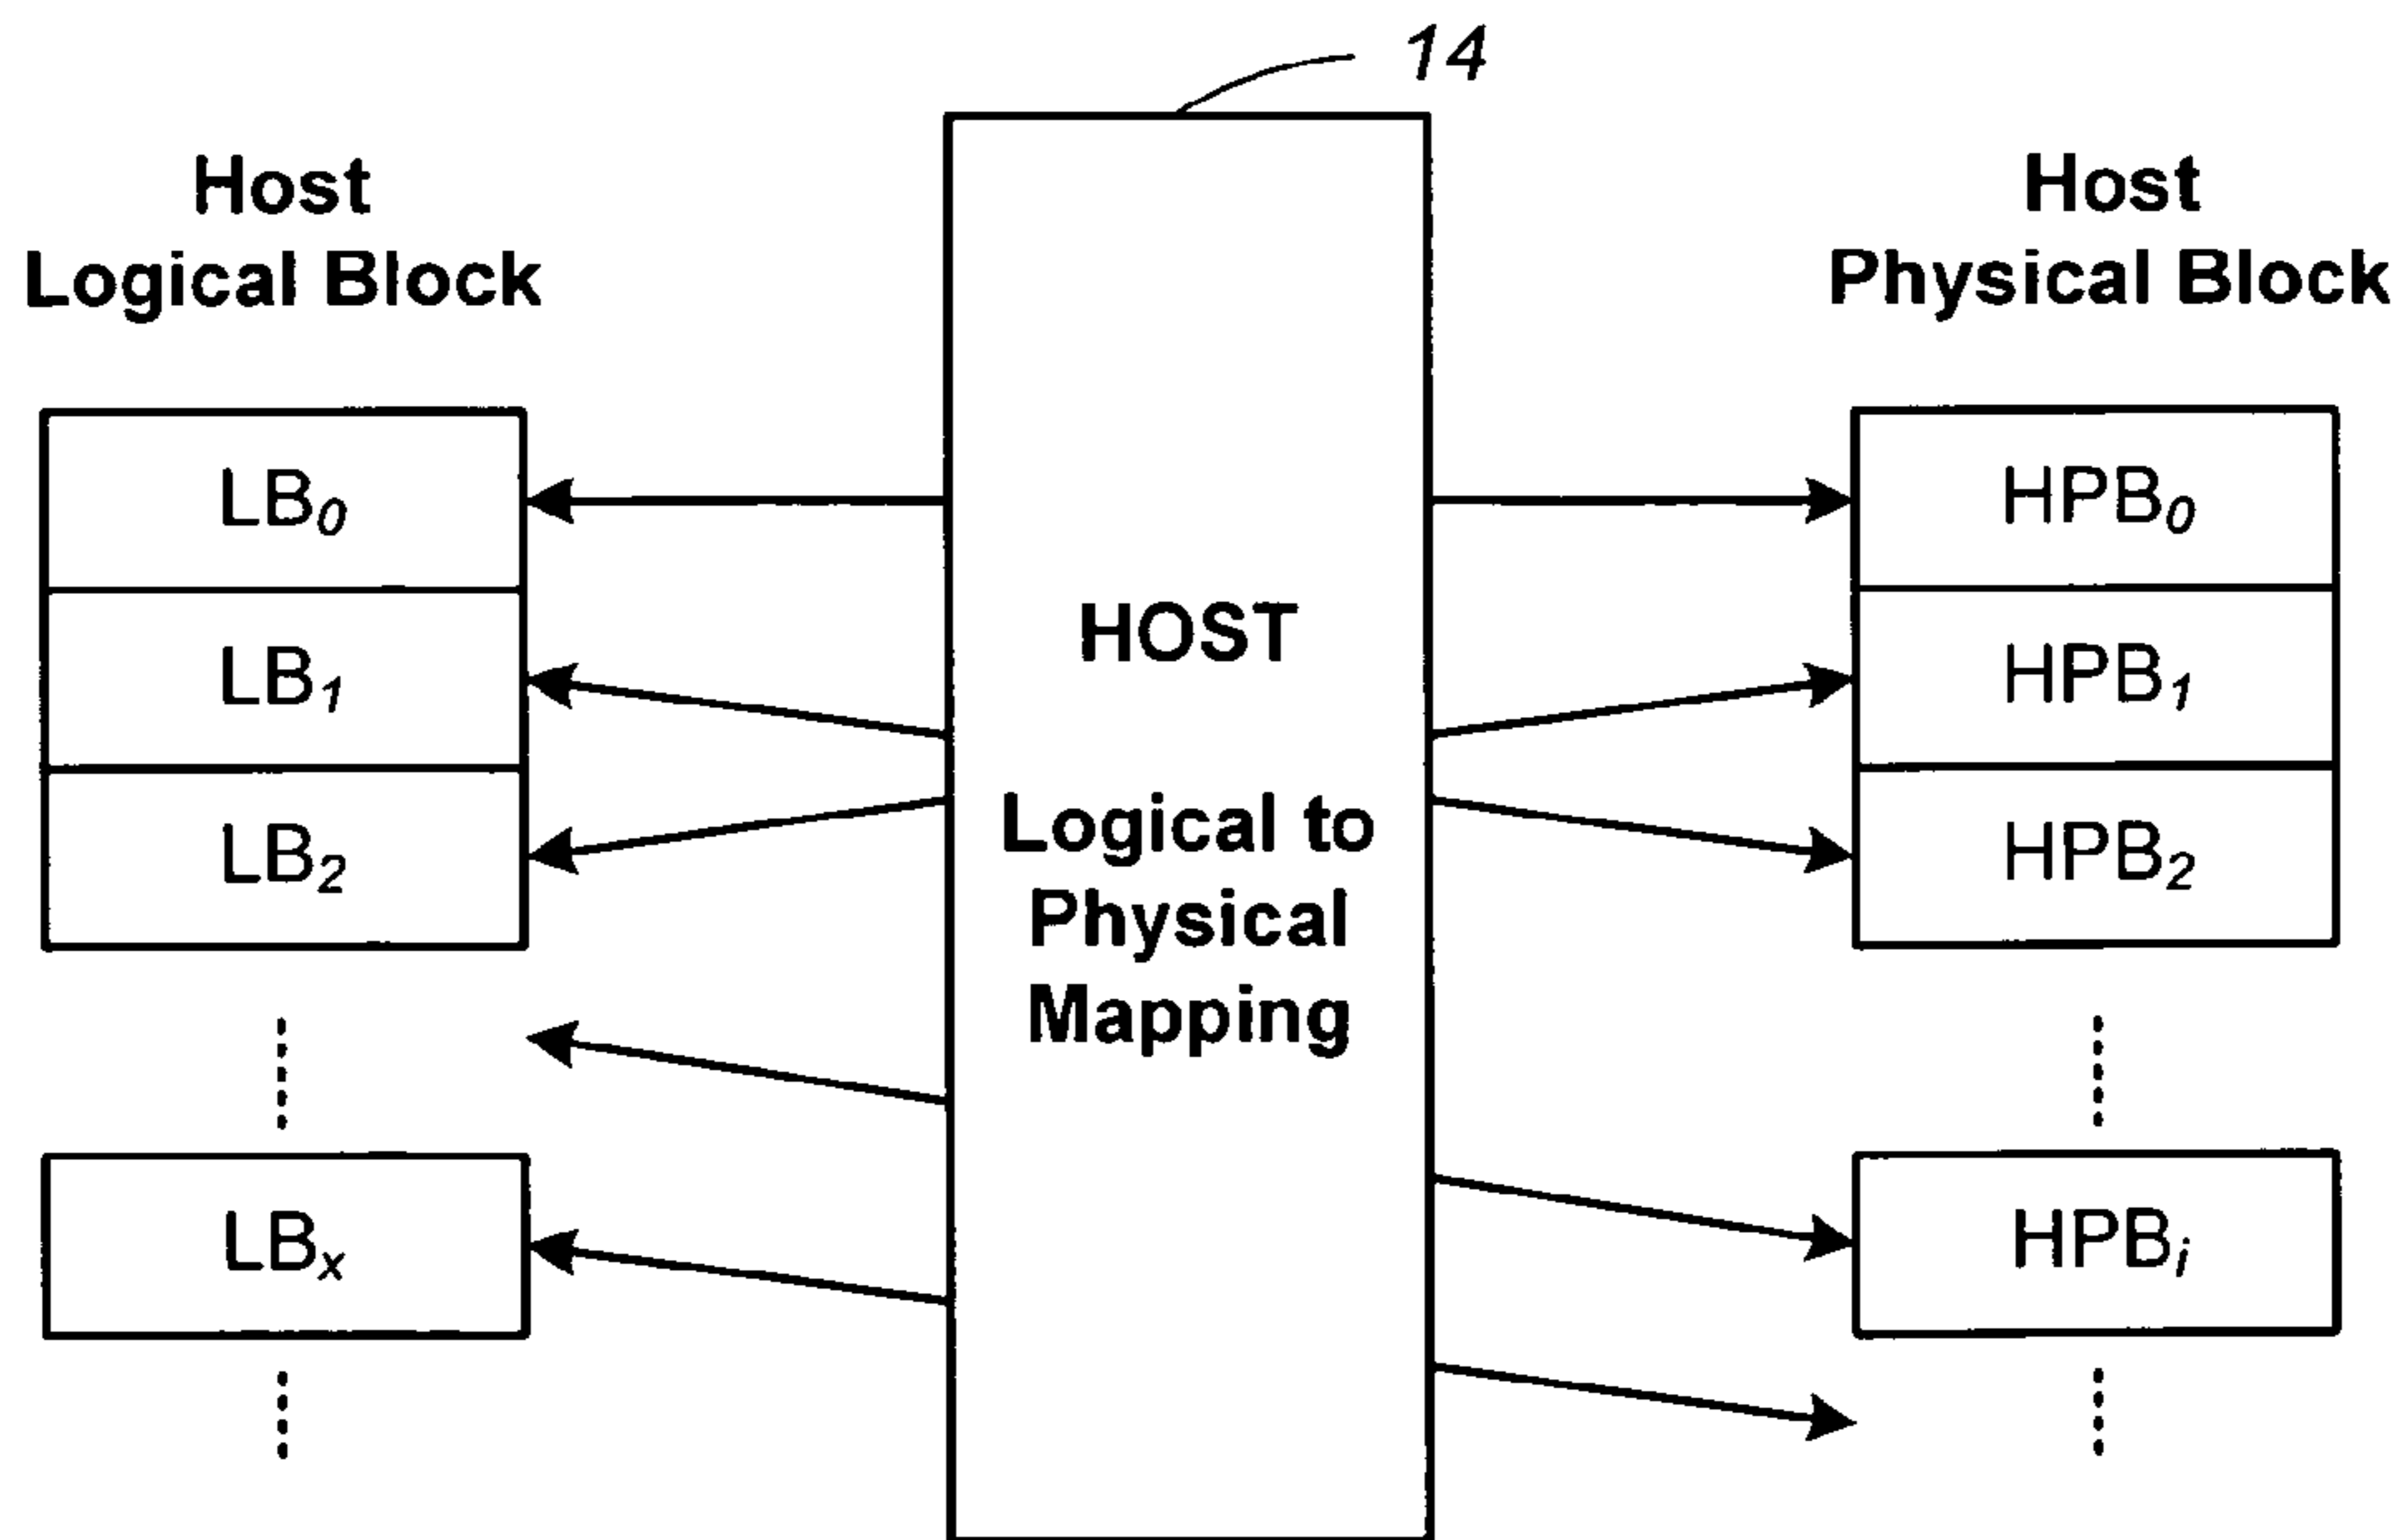 14
Host
Logical Block
Host
Physical Block
LB0
LB1
LB2
LBx
HOST
Logical to
Physical
Mapping
HPB0
HPB1
HPB2
HPBi